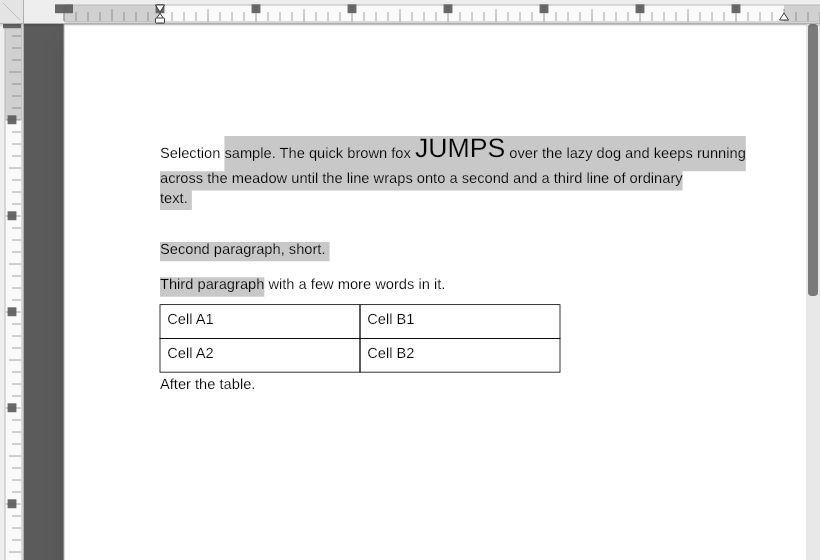 Selection sample. The quick brown fox JUMPS over the lazy dog and keeps running
across the meadow until the line wraps onto a second and a third line of ordinary
text.
Second paragraph, short.
Third paragraph with a few more words in it.
Cell A1 Cell B1
Cell A2 Cell B2
After the table.